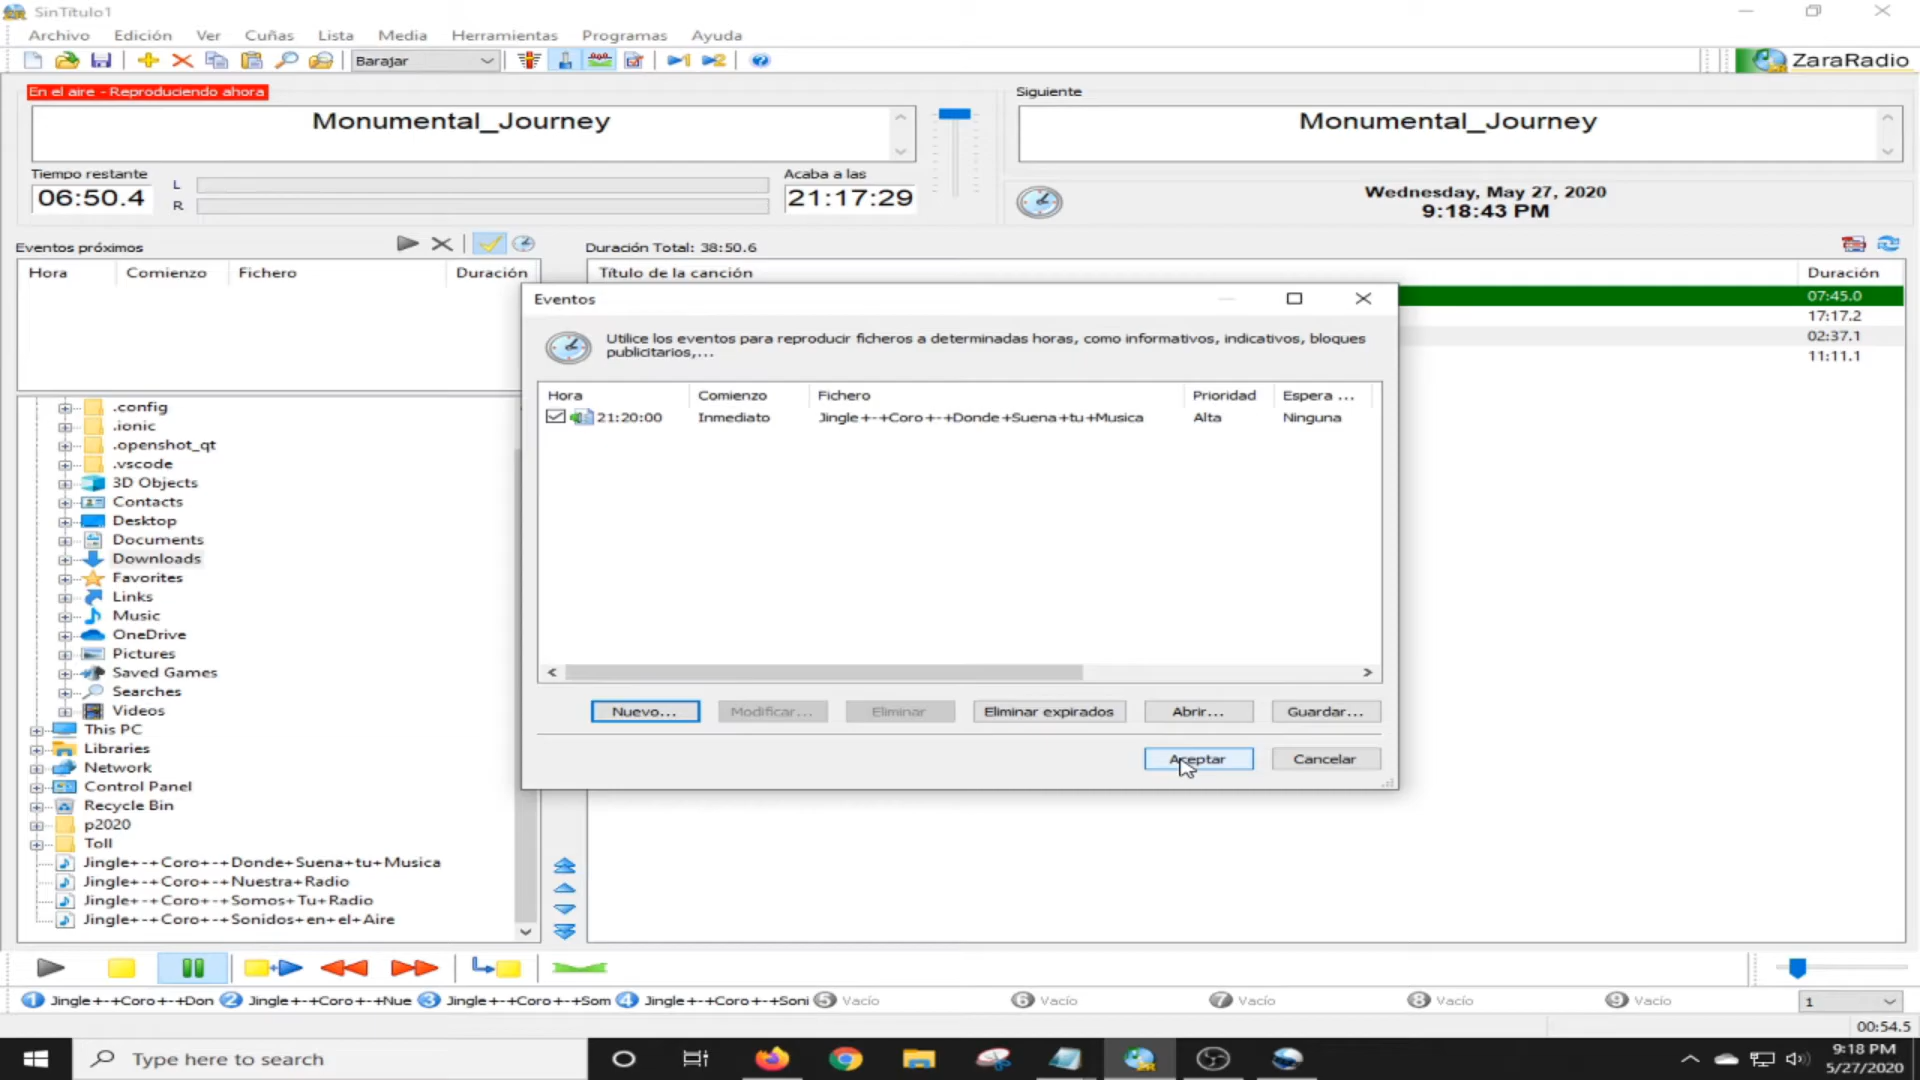 SinTítulo1
Archivo Edición Ver Cuñas Lista Media Herramientas Programas Ayuda
Barajar
ZaraRadio
En el aire - Reproduciendo ahora
Monumental_Journey
Siguiente
Monumental_Journey
Tiempo restante
06:50.4
L
R
Acaba a las
21:17:29
Wednesday, May 27, 2020
9:18:43 PM
Eventos próximos
Hora Comienzo Fichero Duración
Duración Total: 38:50.6
Título de la canción Duración
07:45.0
17:17.2
02:37.1
11:11.1
Eventos
Utilice los eventos para reproducir ficheros a determinadas horas, como informativos, indicativos, bloques
publicitarios,...
Hora Comienzo Fichero Prioridad Espera ...
21:20:00 Inmediato Jingle+-+Coro+-+Donde+Suena+tu+Musica Alta Ninguna
Nuevo... Modificar... Eliminar Eliminar expirados Abrir... Guardar...
Aceptar Cancelar
.config
.ionic
.openshot_qt
.vscode
3D Objects
Contacts
Desktop
Documents
Downloads
Favorites
Links
Music
OneDrive
Pictures
Saved Games
Searches
Videos
This PC
Libraries
Network
Control Panel
Recycle Bin
p2020
Toll
Jingle+-+Coro+-+Donde+Suena+tu+Musica
Jingle+-+Coro+-+Nuestra+Radio
Jingle+-+Coro+-+Somos+Tu+Radio
Jingle+-+Coro+-+Sonidos+en+el+Aire
1 Jingle+-+Coro+-+Don 2 Jingle+-+Coro+-+Nue 3 Jingle+-+Coro+-+Som 4 Jingle+-+Coro+-+Soni 5 Vacío 6 Vacío 7 Vacío 8 Vacío 9 Vacío 1
00:54.5
Type here to search
9:18 PM
5/27/2020